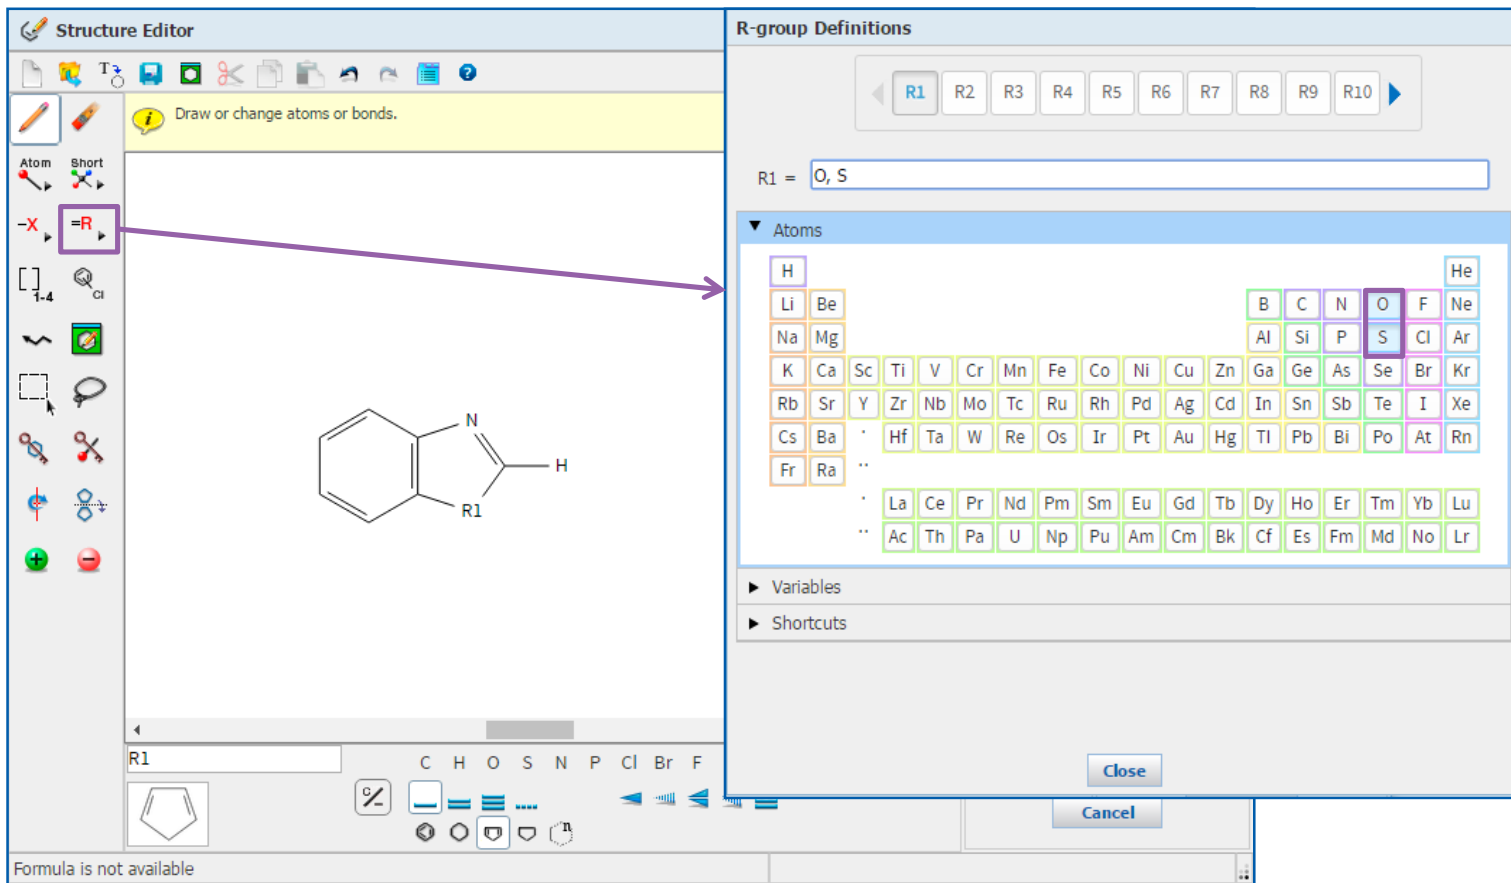 Structure Editor
T
Draw or change atoms or bonds.
Atom Short
-X =R
[ ] 1-4 Cl
N
H
R1
R1
C H O S N P Cl Br F
C
n
Formula is not available
R-group Definitions
R1 R2 R3 R4 R5 R6 R7 R8 R9 R10
R1 = O, S
Atoms
H He
Li Be B C N O F Ne
Na Mg Al Si P S Cl Ar
K Ca Sc Ti V Cr Mn Fe Co Ni Cu Zn Ga Ge As Se Br Kr
Rb Sr Y Zr Nb Mo Tc Ru Rh Pd Ag Cd In Sn Sb Te I Xe
Cs Ba · Hf Ta W Re Os Ir Pt Au Hg Tl Pb Bi Po At Rn
Fr Ra ··
· La Ce Pr Nd Pm Sm Eu Gd Tb Dy Ho Er Tm Yb Lu
·· Ac Th Pa U Np Pu Am Cm Bk Cf Es Fm Md No Lr
Variables
Shortcuts
Close
Cancel